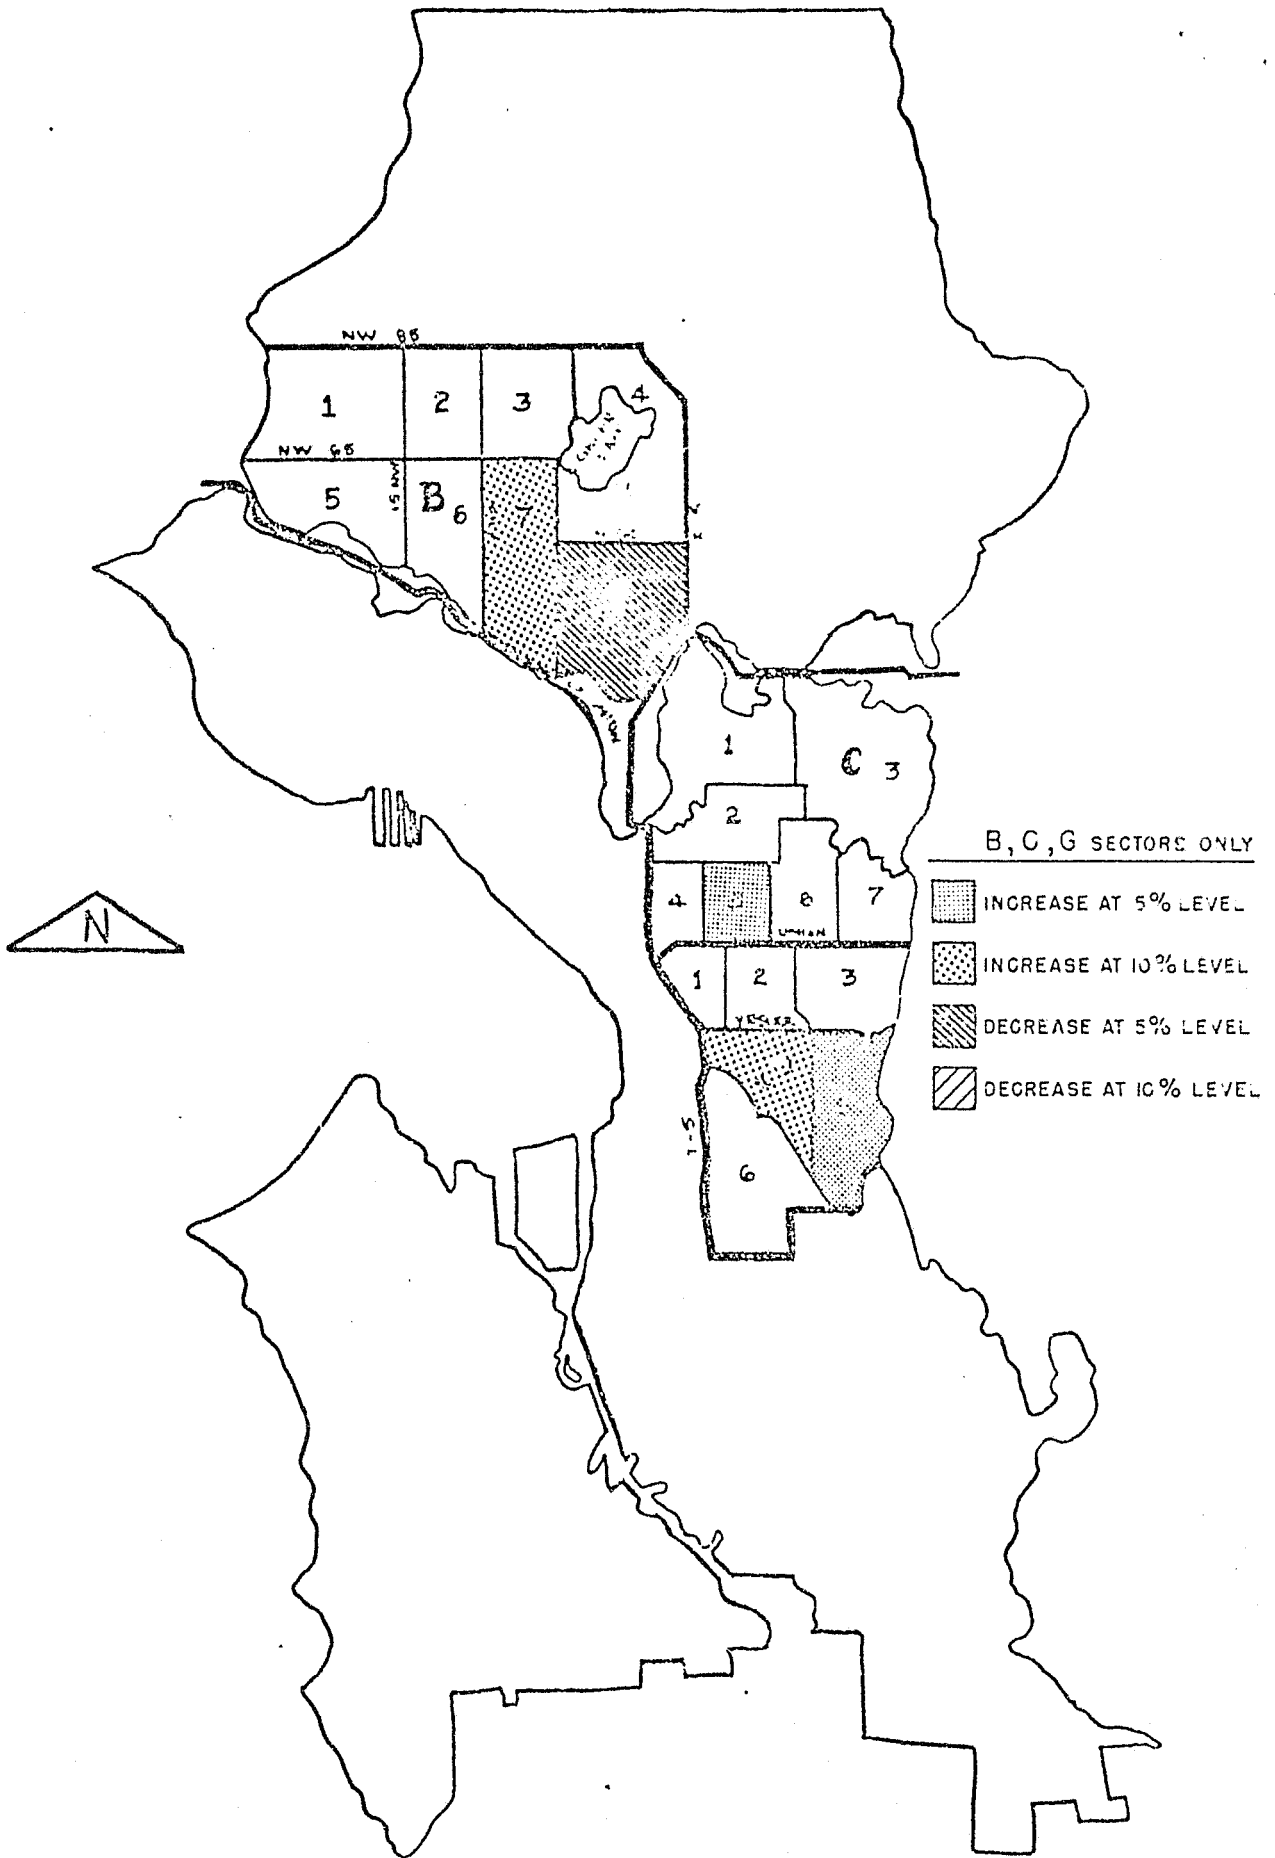 NW 85
1
2
3
4
NW 65
5
15 NW
B
6
7
1
C
3
2
B, C, G SECTORS ONLY
INCREASE AT 5% LEVEL
INCREASE AT 10% LEVEL
DECREASE AT 5% LEVEL
DECREASE AT 10% LEVEL
4
6
7
UNION
1
2
3
YESLER
N
I-5
6